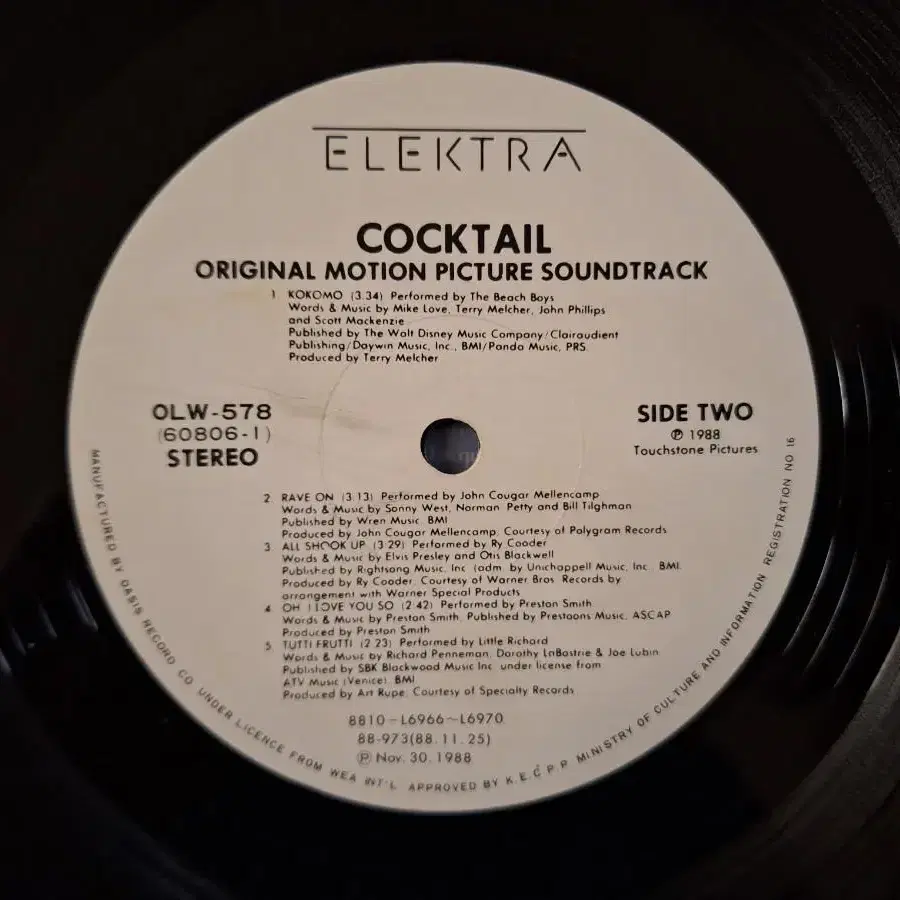 ELEKTRA
COCKTAIL
ORIGINAL MOTION PICTURE SOUNDTRACK
1 KOKOMO (3.34) Performed by The Beach Boys
Words & Music by Mike Love, Terry Melcher, John Phillips
and Scott Mackenzie
Published by The Walt Disney Music Company/Clairaudient
Publishing/Daywin Music, Inc., BMI/Panda Music, PRS.
Produced by Terry Melcher
OLW-578
(60806-1)
STEREO
SIDE TWO
℗ 1988
Touchstone Pictures
2. RAVE ON (3.13) Performed by John Cougar Mellencamp
Words & Music by Sonny West, Norman Petty and Bill Tilghman
Published by Wren Music. BMI
Produced by John Cougar Mellencamp, Courtesy of Polygram Records
3. ALL SHOOK UP (3.29) Performed by Ry Cooder
Words & Music by Elvis Presley and Otis Blackwell
Published by Rightsong Music, Inc. (adm. by Unichappell Music, Inc., BMI.
Produced by Ry Cooder, Courtesy of Warner Bros. Records by
arrangement with Warner Special Products
4. OH I LOVE YOU SO (2.42) Performed by Preston Smith
Words & Music by Preston Smith, Published by Prestoons Music, ASCAP
Produced by Preston Smith
5. TUTTI FRUTTI (2.23) Performed by Little Richard
Words & Music by Richard Penneman, Dorothy LaBostrie & Joe Lubin
Published by SBK Blackwood Music Inc. under license from
ATV Music (Venice), BMI
Produced by Art Rupe, Courtesy of Specialty Records
8810-L6966~L6970
88-973(88.11.25)
℗ Nov. 30. 1988
MANUFACTURED BY OASIS RECORD CO. UNDER LICENCE FROM WEA INT'L. APPROVED BY K.E.C.P.P. MINISTRY OF CULTURE AND INFORMATION REGISTRATION NO 16